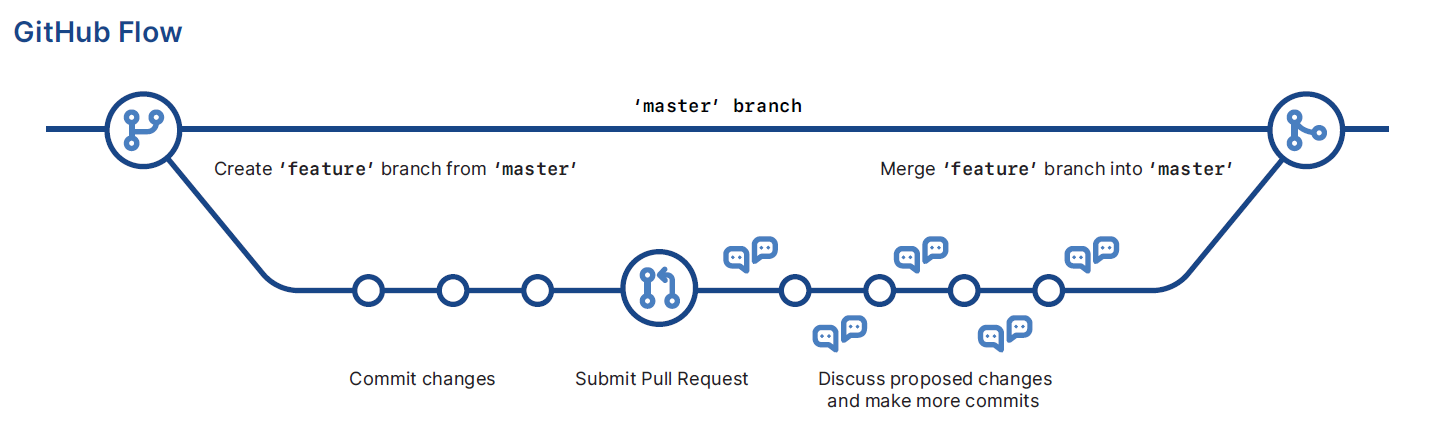 GitHub Flow
‘master’ branch
Create ‘feature’ branch from ‘master’
Merge ‘feature’ branch into ‘master’
Commit changes
Submit Pull Request
Discuss proposed changes
and make more commits